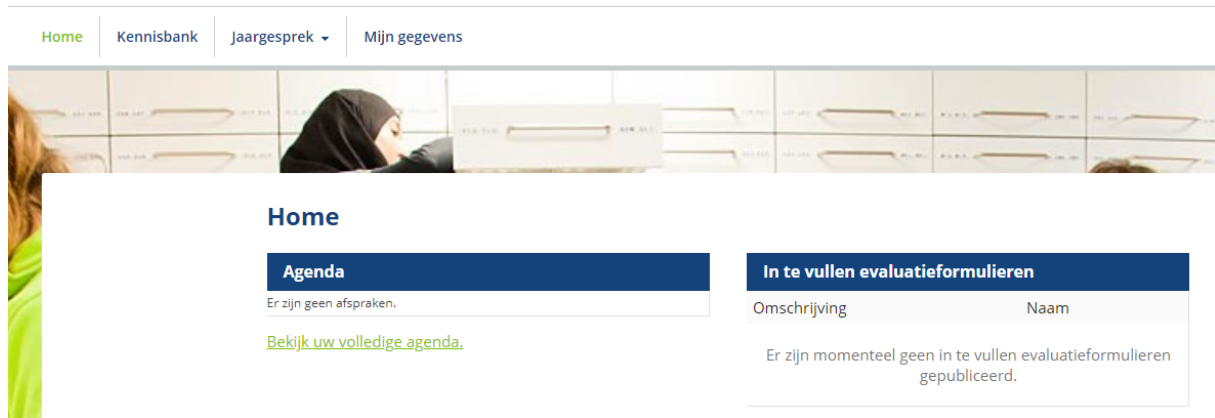 Home Kennisbank Jaargesprek Mijn gegevens
Home
Agenda
Er zijn geen afspraken.
Bekijk uw volledige agenda.
In te vullen evaluatieformulieren
Omschrijving Naam
Er zijn momenteel geen in te vullen evaluatieformulieren
gepubliceerd.